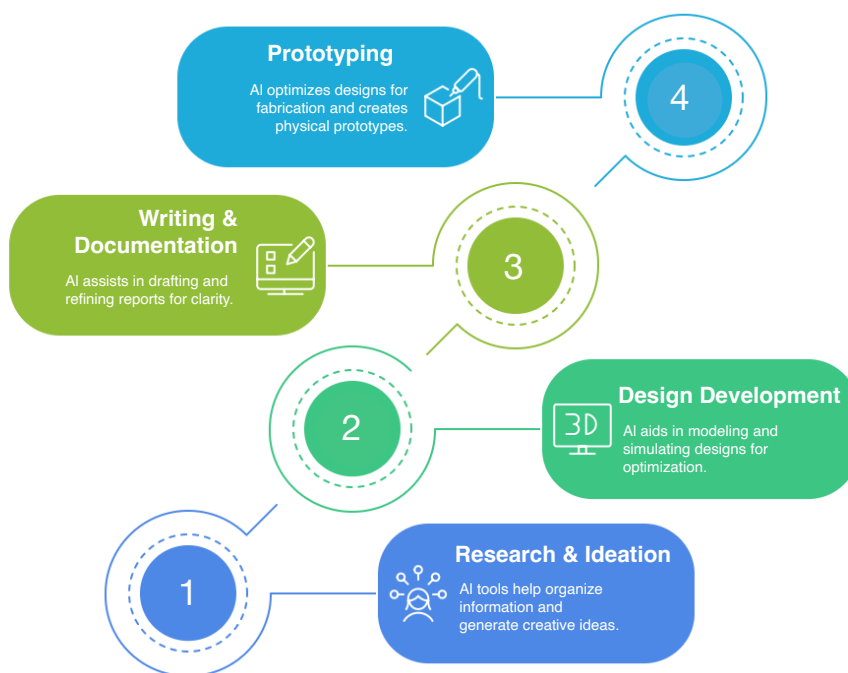 Prototyping
AI optimizes designs for
fabrication and creates
physical prototypes.
4
Writing &
Documentation
AI assists in drafting and
refining reports for clarity.
3
2
Design Development
3D
AI aids in modeling and
simulating designs for
optimization.
1
Research & Ideation
AI tools help organize
information and
generate creative ideas.